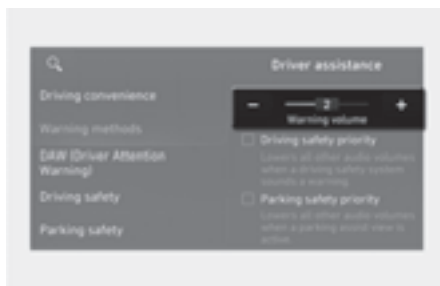 Driver assistance
Driving convenience
Warning methods
DAW (Driver Attention
Warning)
Driving safety
Parking safety
− 2 +
Warning volume
Driving safety priority
Lowers all other audio volumes
when a driving safety system
sounds a warning.
Parking safety priority
Lowers all other audio volumes
when a parking assist view is
active.